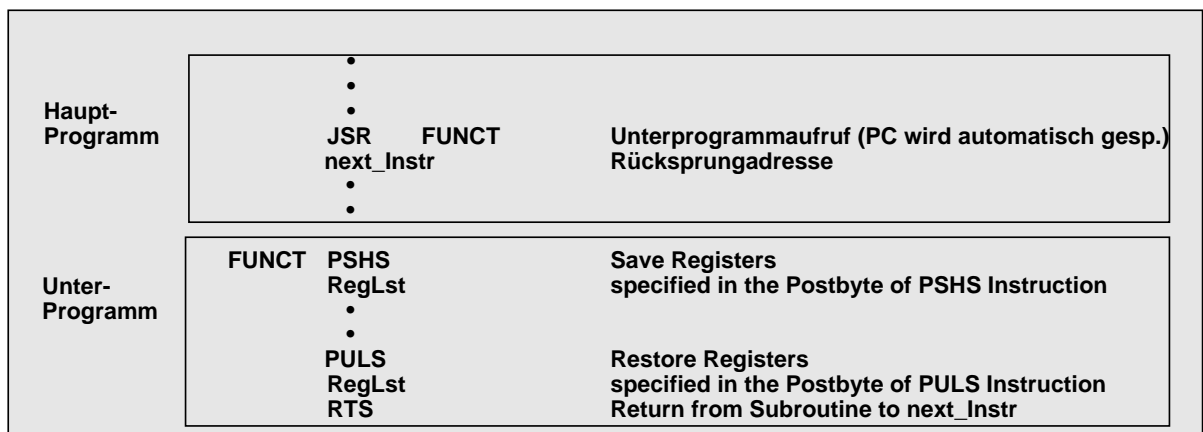 •
•
Haupt- •
Programm JSR FUNCT Unterprogrammaufruf (PC wird automatisch gesp.)
next_Instr Rücksprungadresse
•
•
FUNCT PSHS Save Registers
Unter- RegLst specified in the Postbyte of PSHS Instruction
Programm •
•
PULS Restore Registers
RegLst specified in the Postbyte of PULS Instruction
RTS Return from Subroutine to next_Instr